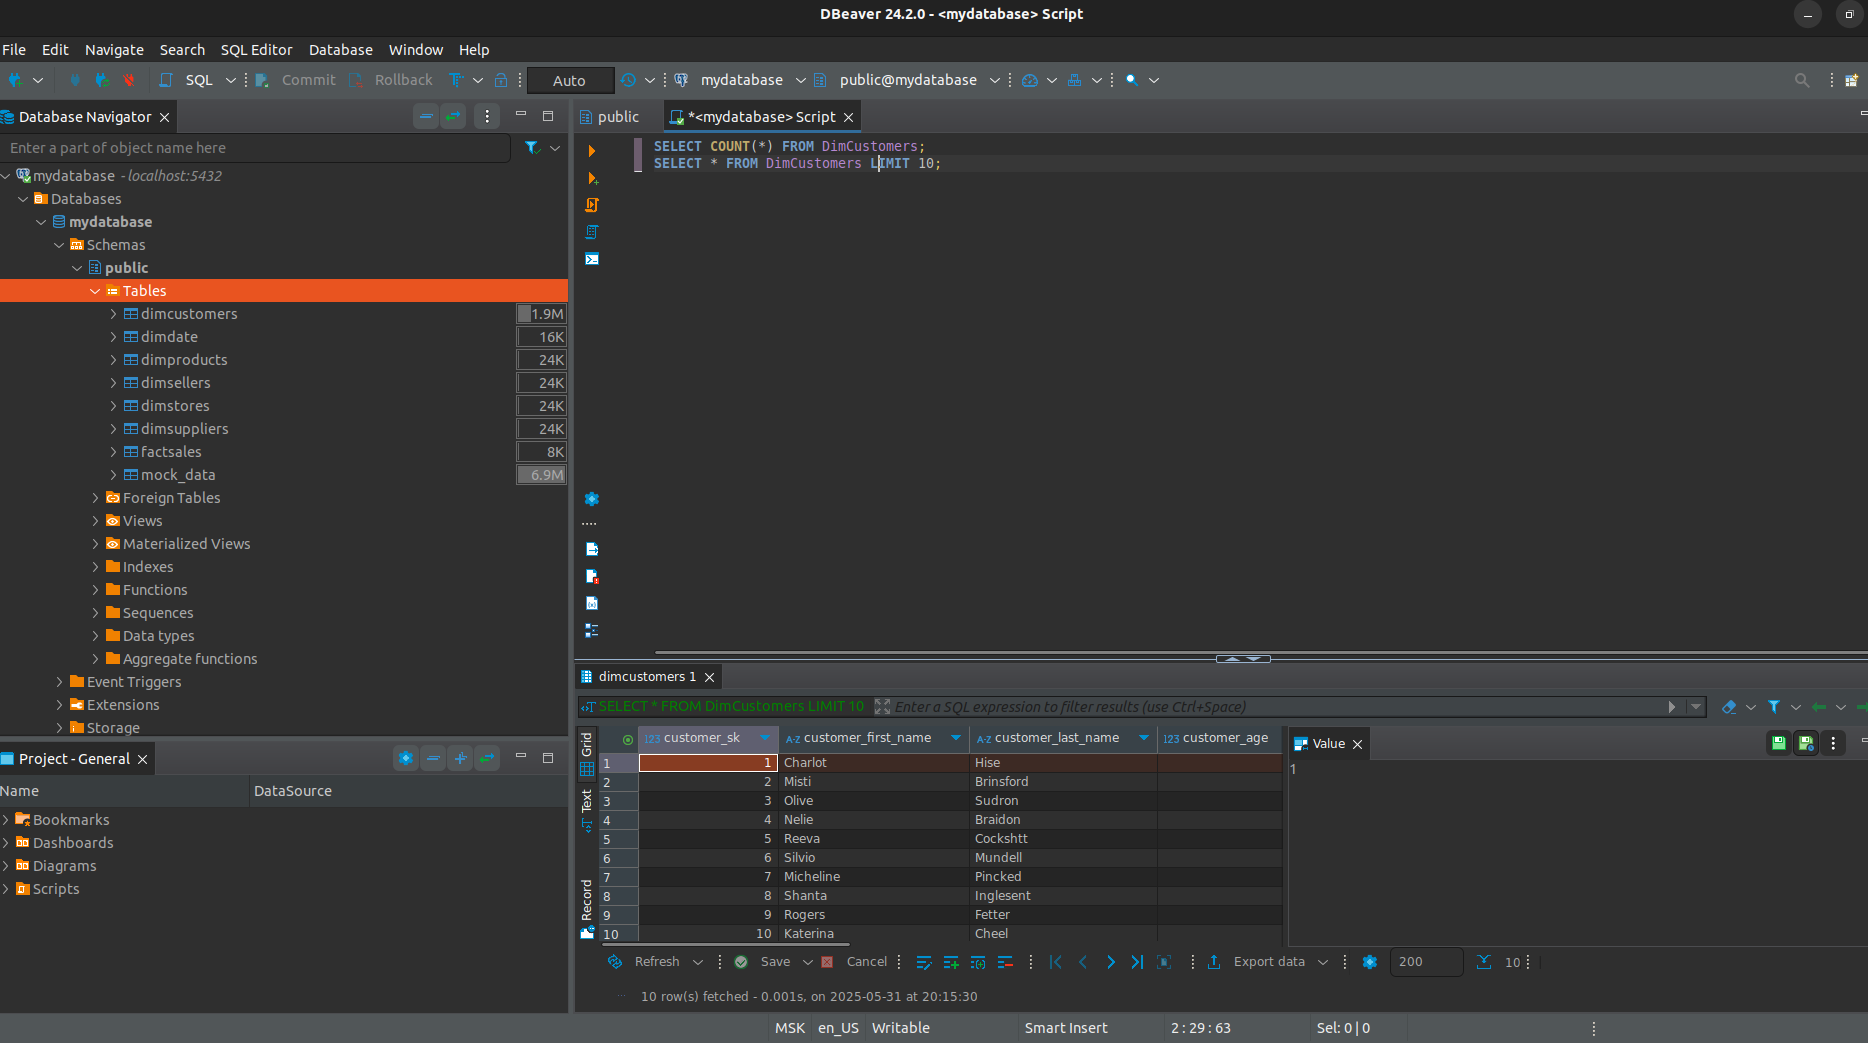 DBeaver 24.2.0 - <mydatabase> Script
File Edit Navigate Search SQL Editor Database Window Help
SQL Commit Rollback Auto mydatabase public@mydatabase
Database Navigator
Enter a part of object name here
mydatabase - localhost:5432
Databases
mydatabase
Schemas
public
Tables
dimcustomers 1.9M
dimdate 16K
dimproducts 24K
dimsellers 24K
dimstores 24K
dimsuppliers 24K
factsales 8K
mock_data 6.9M
Foreign Tables
Views
Materialized Views
Indexes
Functions
Sequences
Data types
Aggregate functions
Event Triggers
Extensions
Storage
Project - General
Name DataSource
Bookmarks
Dashboards
Diagrams
Scripts
public *<mydatabase> Script
SELECT COUNT(*) FROM DimCustomers;
SELECT * FROM DimCustomers LIMIT 10;
dimcustomers 1
SELECT * FROM DimCustomers LIMIT 10 Enter a SQL expression to filter results (use Ctrl+Space)
Grid
Text
Record
123 customer_sk A-Z customer_first_name A-Z customer_last_name 123 customer_age
1 1 Charlot Hise
2 2 Misti Brinsford
3 3 Olive Sudron
4 4 Nelie Braidon
5 5 Reeva Cockshtt
6 6 Silvio Mundell
7 7 Micheline Pincked
8 8 Shanta Inglesent
9 9 Rogers Fetter
10 10 Katerina Cheel
Value
1
Refresh Save Cancel Export data 200 10
10 row(s) fetched - 0.001s, on 2025-05-31 at 20:15:30
MSK en_US Writable Smart Insert 2:29:63 Sel: 0 | 0